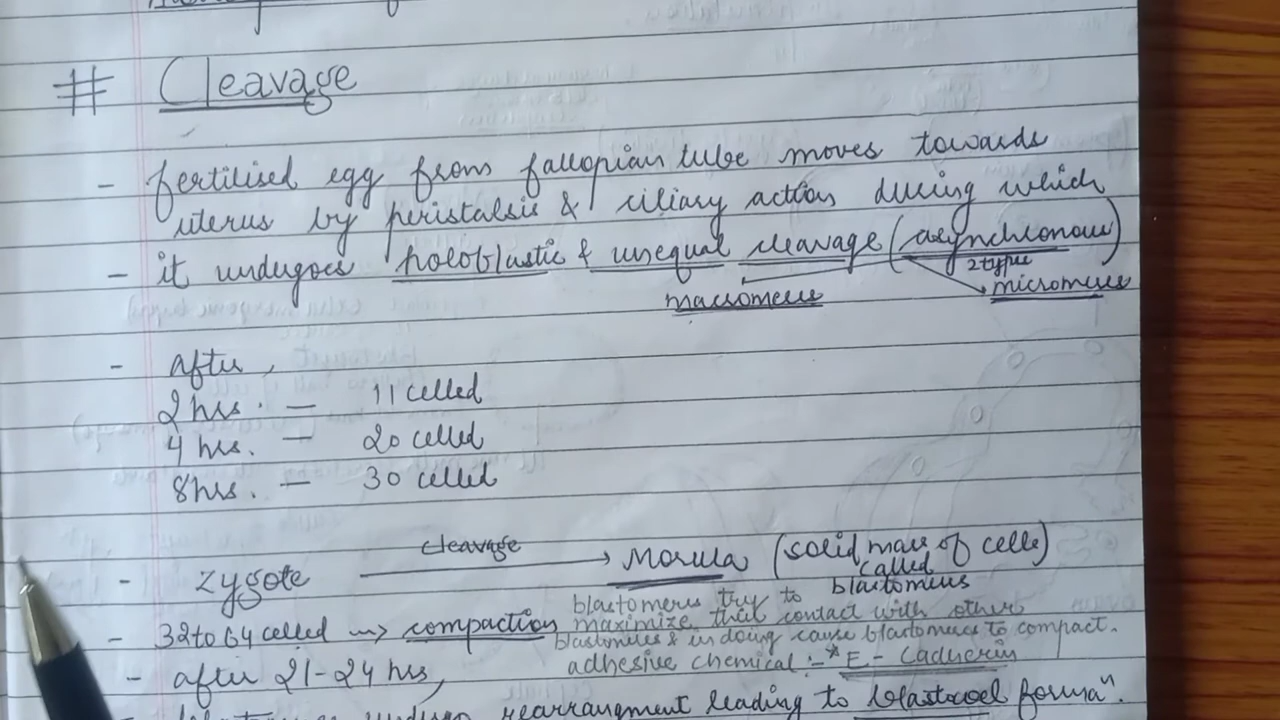 # Cleavage
- fertilised egg from fallopian tube moves towards
uterus by peristalsis & ciliary action during which
- it undergoes holoblastic & unequal cleavage (asynchronous)
2 type
macromeres micromeres
- after,
2 hrs. - 11 celled
4 hrs. - 20 celled
8 hrs. - 30 celled
cleavage
- zygote → Morula (solid mass of cells)
called
blastomeres
blastomeres try to
- 32 to 64 celled ~> compaction maximize that contact with other
blastomeres & in doing cause blastomeres to compact.
adhesive chemical :-* E-Cadherin
- after 21-24 hrs,
undergo rearrangment leading to blastocoel formaⁿ.